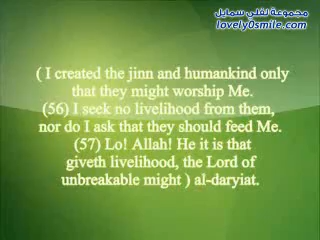 مجموعة لفلي سمايل
lovely0smile.com
( I created the jinn and humankind only
that they might worship Me.
(56) I seek no livelihood from them,
nor do I ask that they should feed Me.
(57) Lo! Allah! He it is that
giveth livelihood, the Lord of
unbreakable might ) al-daryiat.